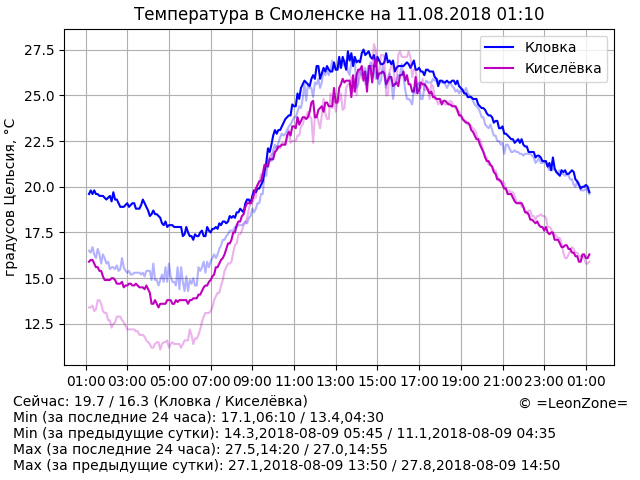 Температура в Смоленске на 11.08.2018 01:10
27.5
25.0
22.5
20.0
17.5
15.0
12.5
градусов Цельсия, °C
Кловка
Киселёвка
01:00 03:00 05:00 07:00 09:00 11:00 13:00 15:00 17:00 19:00 21:00 23:00 01:00
Сейчас: 19.7 / 16.3 (Кловка / Киселёвка)
© =LeonZone=
Min (за последние 24 часа): 17.1,06:10 / 13.4,04:30
Min (за предыдущие сутки): 14.3,2018-08-09 05:45 / 11.1,2018-08-09 04:35
Max (за последние 24 часа): 27.5,14:20 / 27.0,14:55
Max (за предыдущие сутки): 27.1,2018-08-09 13:50 / 27.8,2018-08-09 14:50